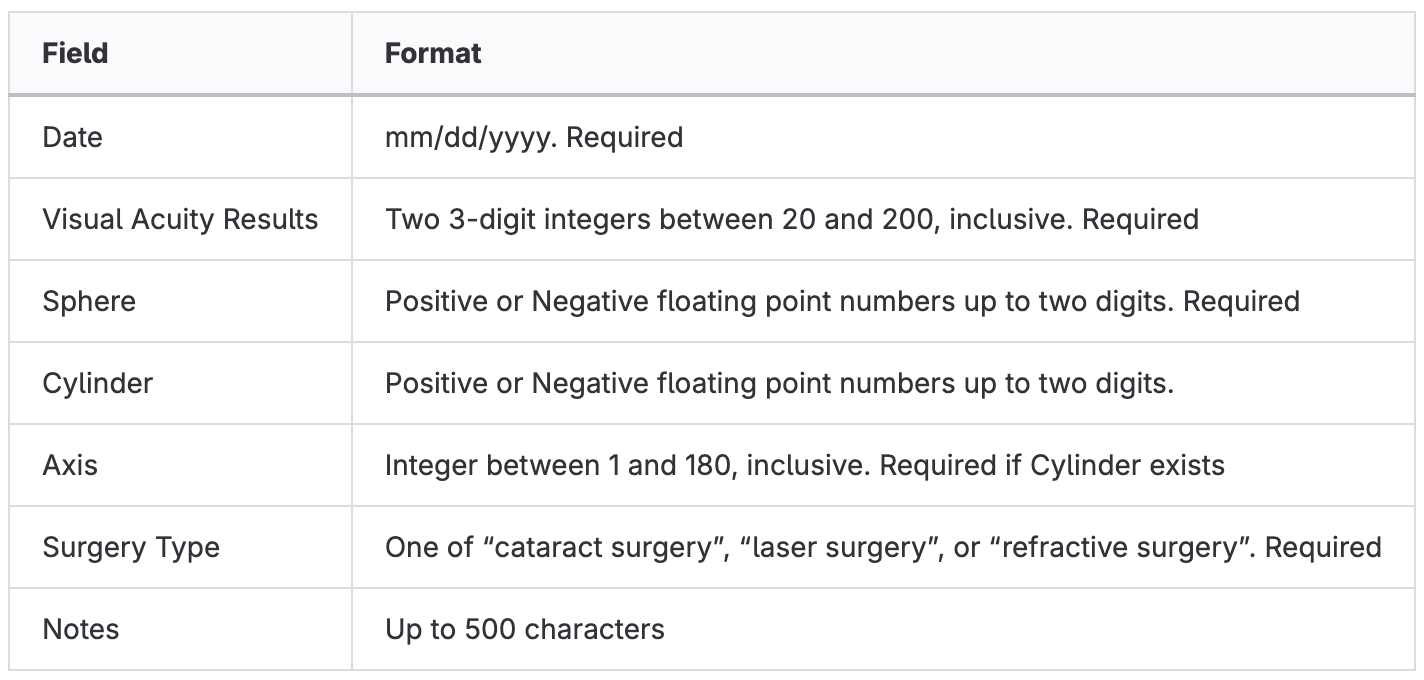 Field Format
Date mm/dd/yyyy. Required
Visual Acuity Results Two 3-digit integers between 20 and 200, inclusive. Required
Sphere Positive or Negative floating point numbers up to two digits. Required
Cylinder Positive or Negative floating point numbers up to two digits.
Axis Integer between 1 and 180, inclusive. Required if Cylinder exists
Surgery Type One of “cataract surgery”, “laser surgery”, or “refractive surgery”. Required
Notes Up to 500 characters